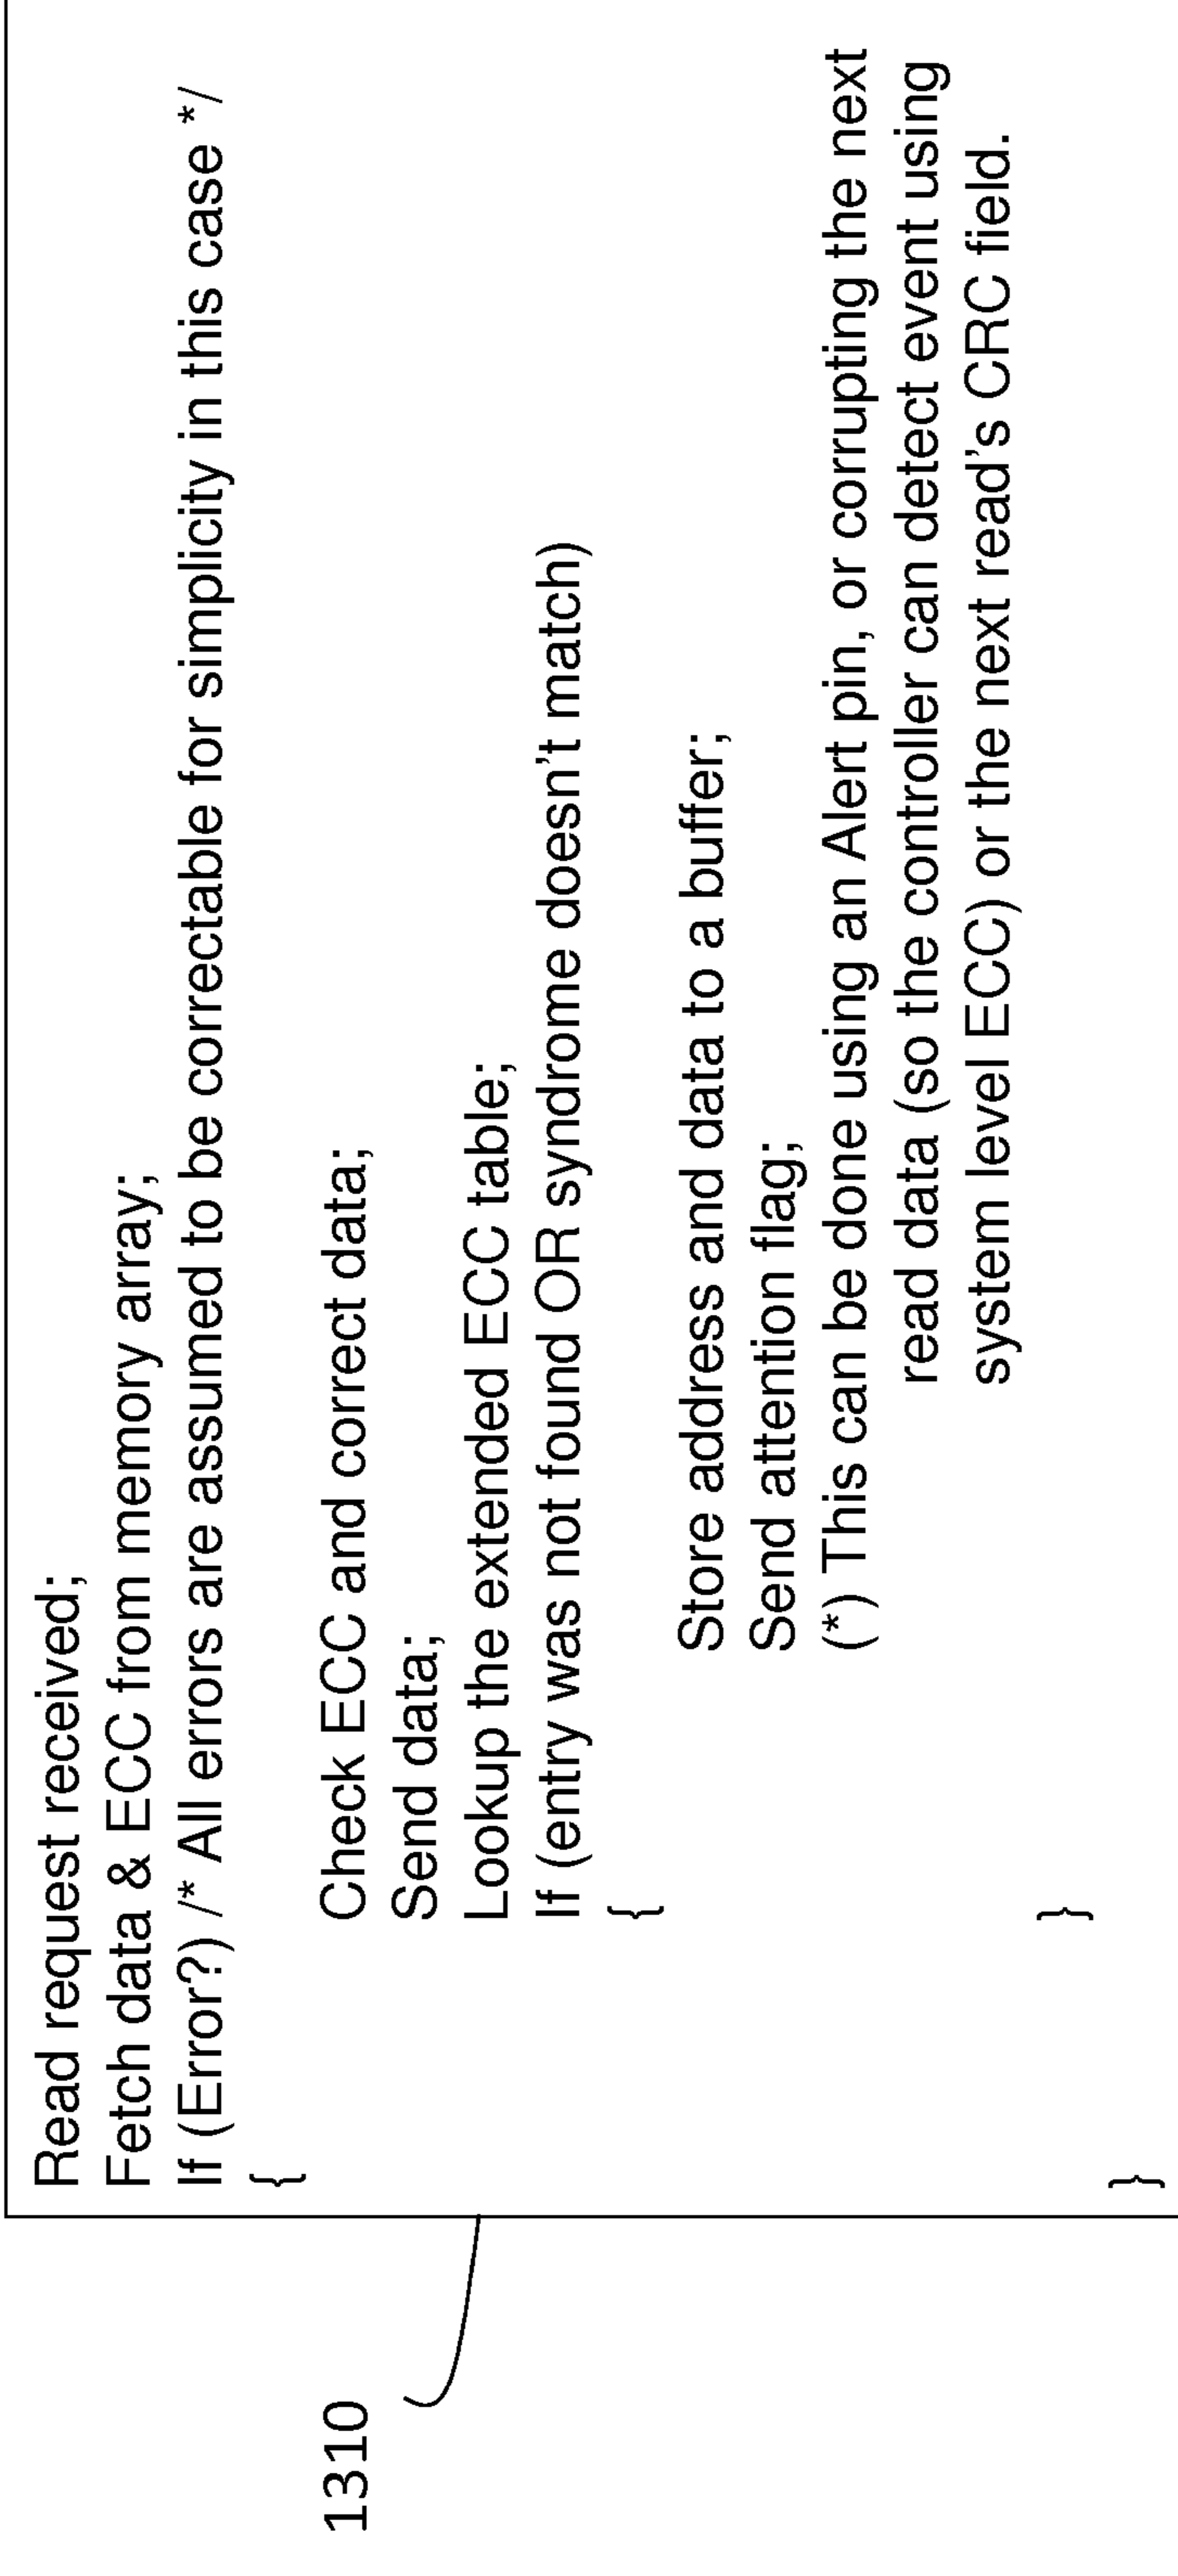 Read request received;
Fetch data & ECC from memory array;
If (Error?) /* All errors are assumed to be correctable for simplicity in this case */
{
Check ECC and correct data;
Send data;
Lookup the extended ECC table;
If (entry was not found OR syndrome doesn't match)
{
Store address and data to a buffer;
Send attention flag;
(*) This can be done using an Alert pin, or corrupting the next
read data (so the controller can detect event using
system level ECC) or the next read's CRC field.
}
}
1310